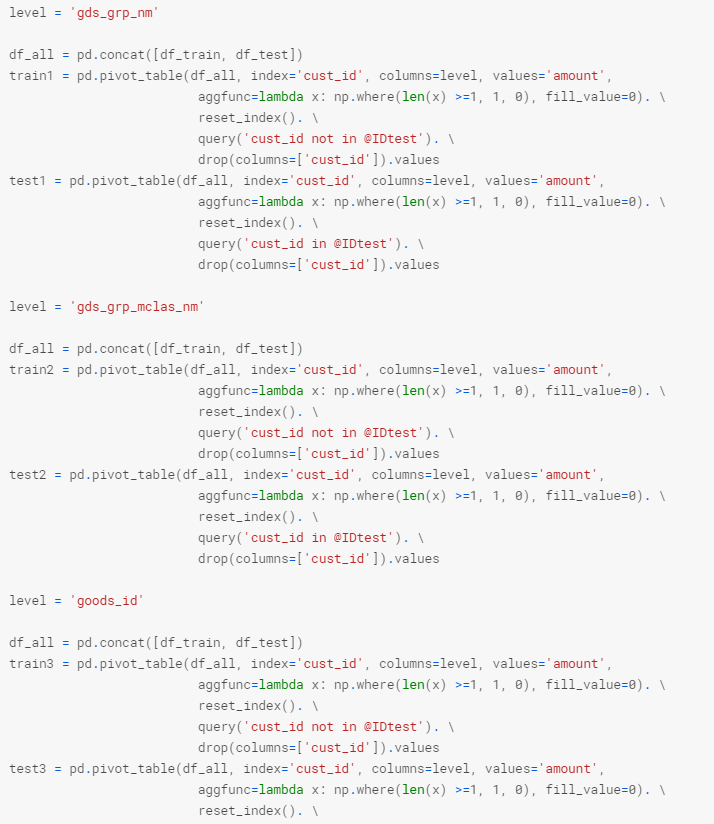 level = 'gds_grp_nm'
df_all = pd.concat([df_train, df_test])
train1 = pd.pivot_table(df_all, index='cust_id', columns=level, values='amount',
aggfunc=lambda x: np.where(len(x) >=1, 1, 0), fill_value=0). \
reset_index(). \
query('cust_id not in @IDtest'). \
drop(columns=['cust_id']).values
test1 = pd.pivot_table(df_all, index='cust_id', columns=level, values='amount',
aggfunc=lambda x: np.where(len(x) >=1, 1, 0), fill_value=0). \
reset_index(). \
query('cust_id in @IDtest'). \
drop(columns=['cust_id']).values
level = 'gds_grp_mclas_nm'
df_all = pd.concat([df_train, df_test])
train2 = pd.pivot_table(df_all, index='cust_id', columns=level, values='amount',
aggfunc=lambda x: np.where(len(x) >=1, 1, 0), fill_value=0). \
reset_index(). \
query('cust_id not in @IDtest'). \
drop(columns=['cust_id']).values
test2 = pd.pivot_table(df_all, index='cust_id', columns=level, values='amount',
aggfunc=lambda x: np.where(len(x) >=1, 1, 0), fill_value=0). \
reset_index(). \
query('cust_id in @IDtest'). \
drop(columns=['cust_id']).values
level = 'goods_id'
df_all = pd.concat([df_train, df_test])
train3 = pd.pivot_table(df_all, index='cust_id', columns=level, values='amount',
aggfunc=lambda x: np.where(len(x) >=1, 1, 0), fill_value=0). \
reset_index(). \
query('cust_id not in @IDtest'). \
drop(columns=['cust_id']).values
test3 = pd.pivot_table(df_all, index='cust_id', columns=level, values='amount',
aggfunc=lambda x: np.where(len(x) >=1, 1, 0), fill_value=0). \
reset_index(). \